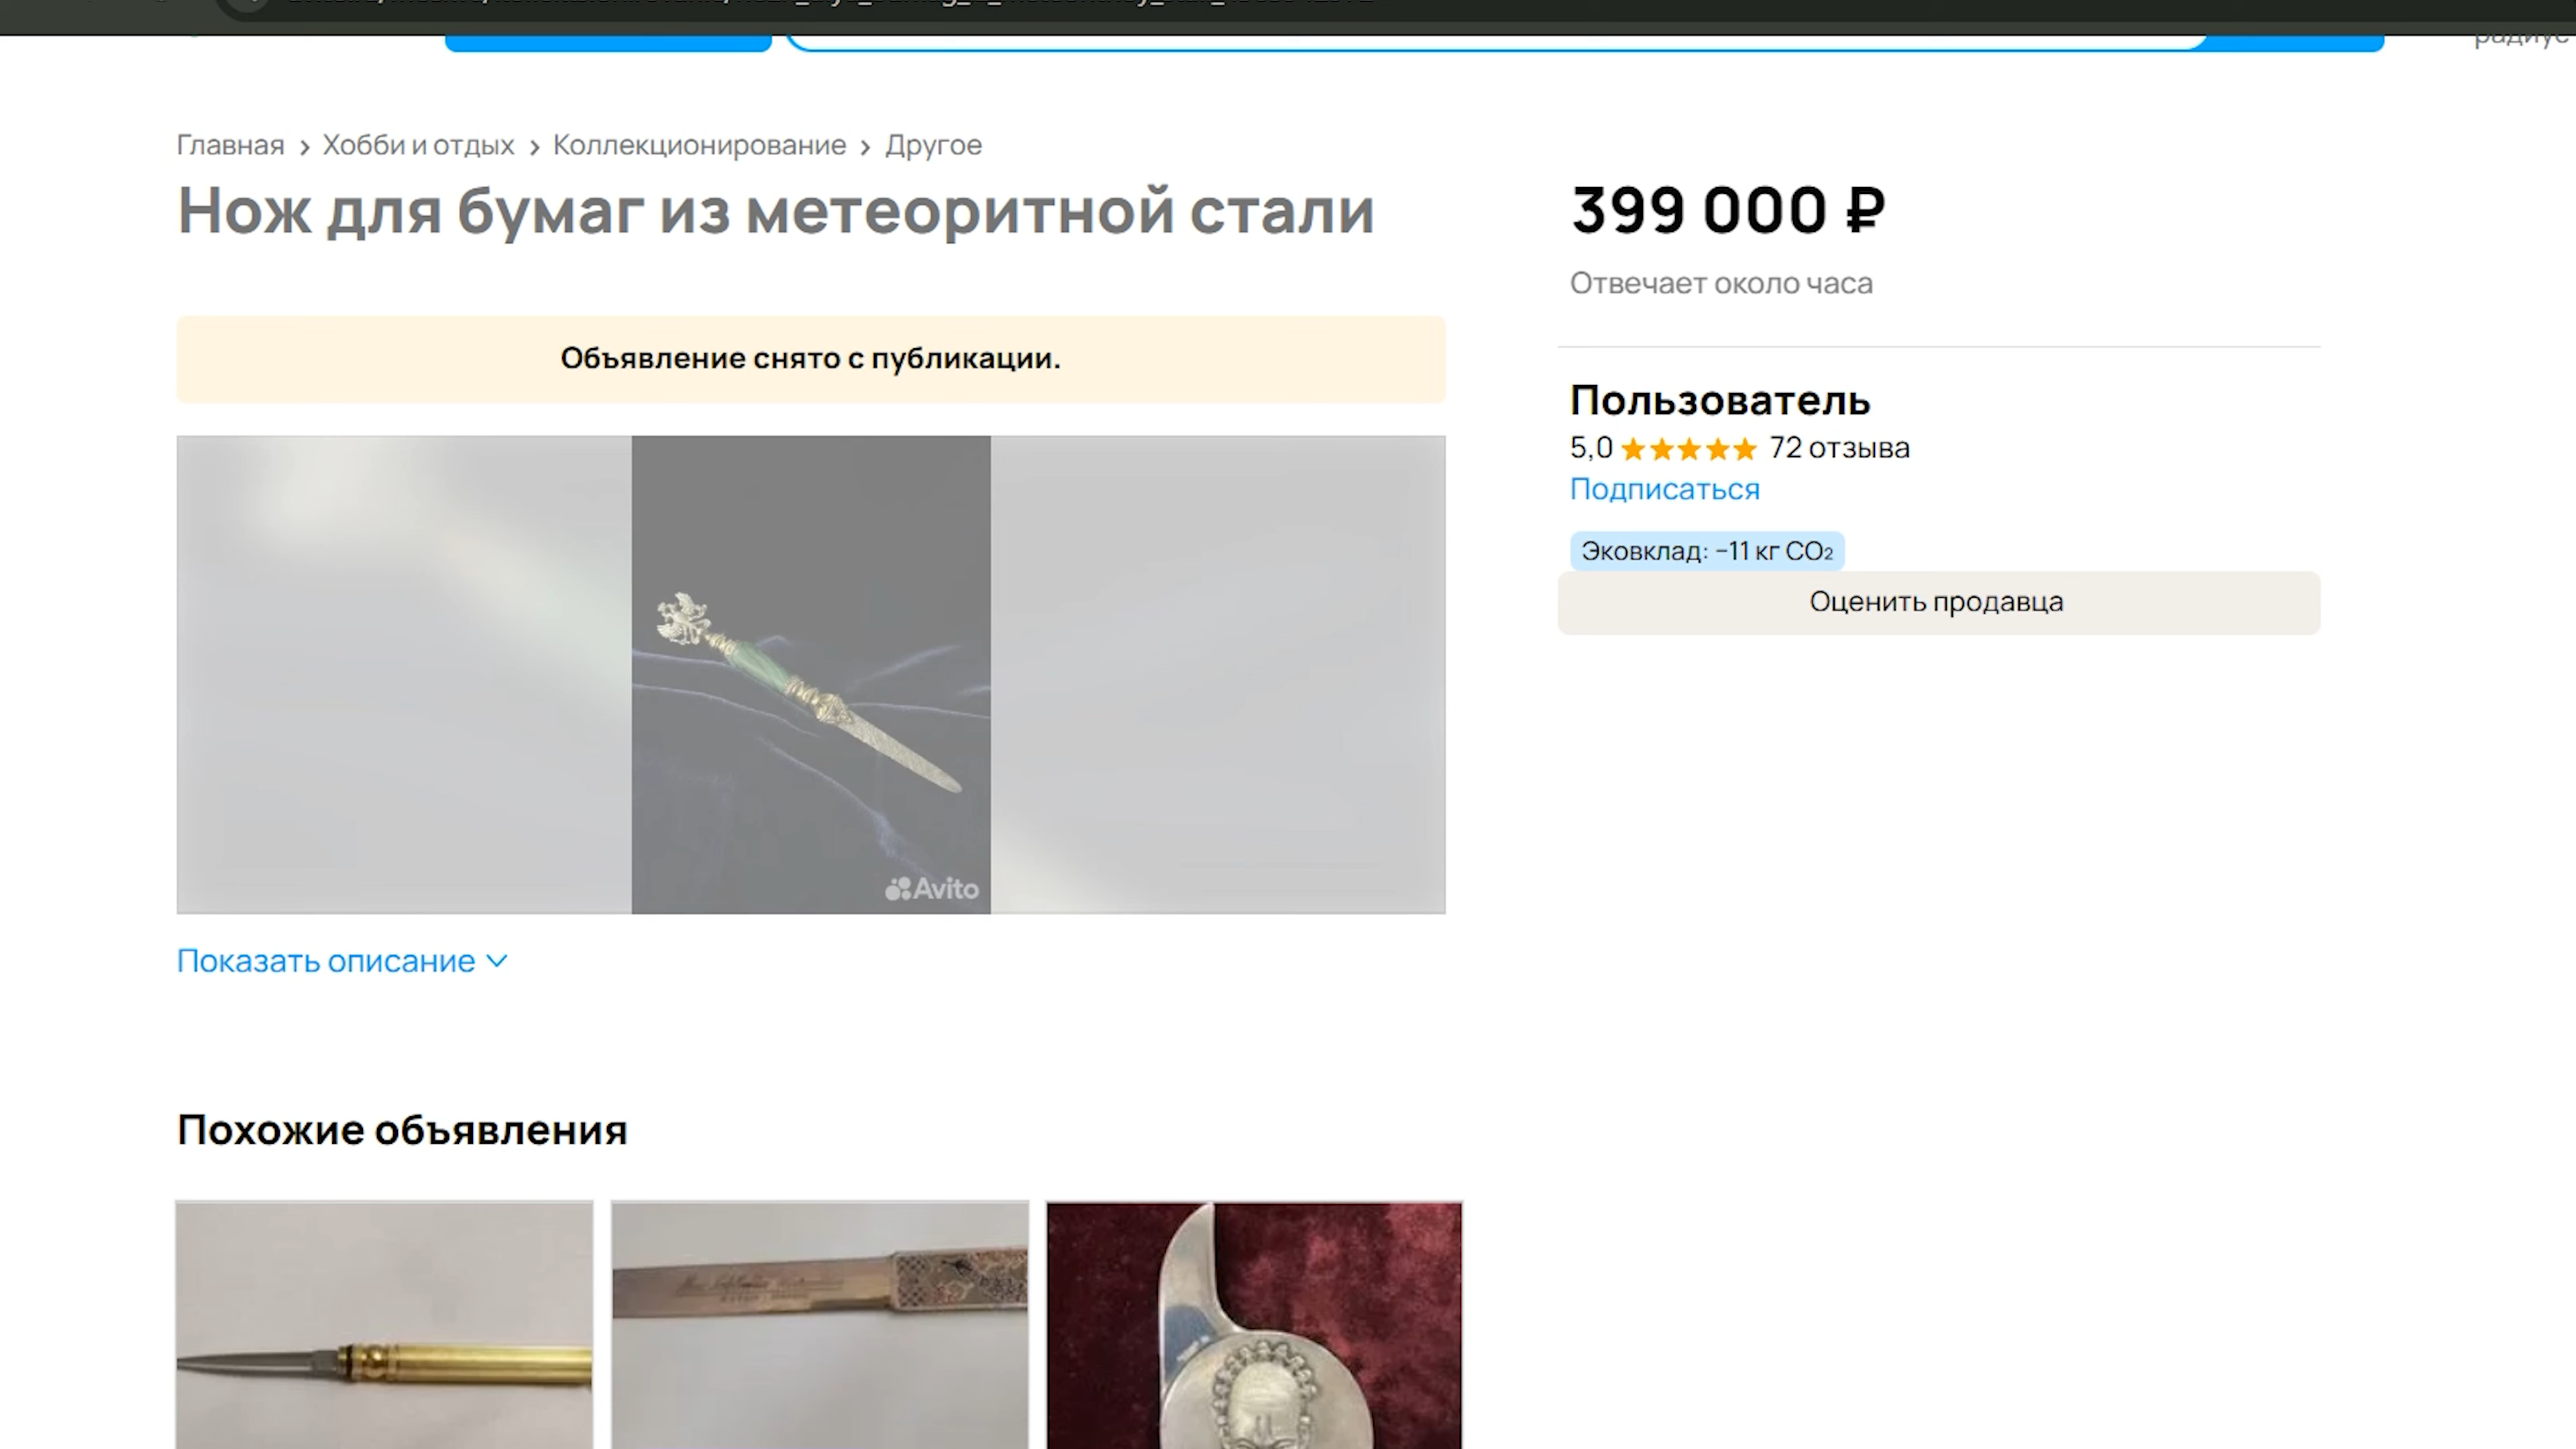 Главная › Хобби и отдых › Коллекционирование › Другое
Нож для бумаг из метеоритной стали
399 000 ₽
Отвечает около часа
Объявление снято с публикации.
Пользователь
5,0 72 отзыва
Подписаться
Эковклад: −11 кг CO₂
Оценить продавца
Avito
Показать описание
Похожие объявления